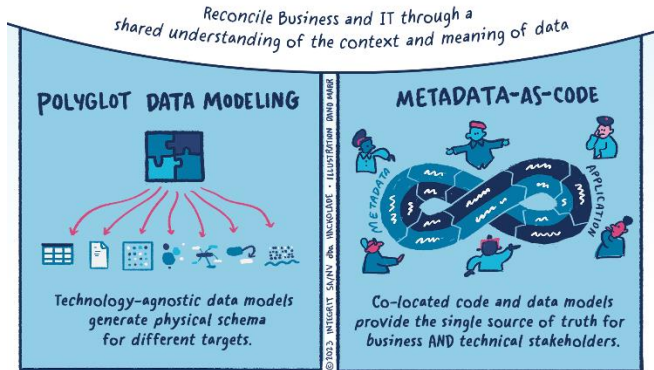 Reconcile Business and IT through a
shared understanding of the context and meaning of data
POLYGLOT DATA MODELING
Technology-agnostic data models
generate physical schema
for different targets.
©2023 INTEGRIT SA/NV dba HACKOLADE • ILLUSTRATION DANO MARR
METADATA-AS-CODE
METADATA
APPLICATION
Co-located code and data models
provide the single source of truth for
business AND technical stakeholders.